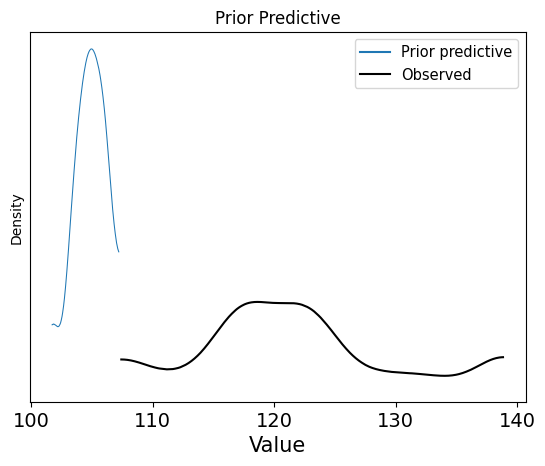 Prior Predictive
Prior predictive
Observed
Density
100 110 120 130 140
Value